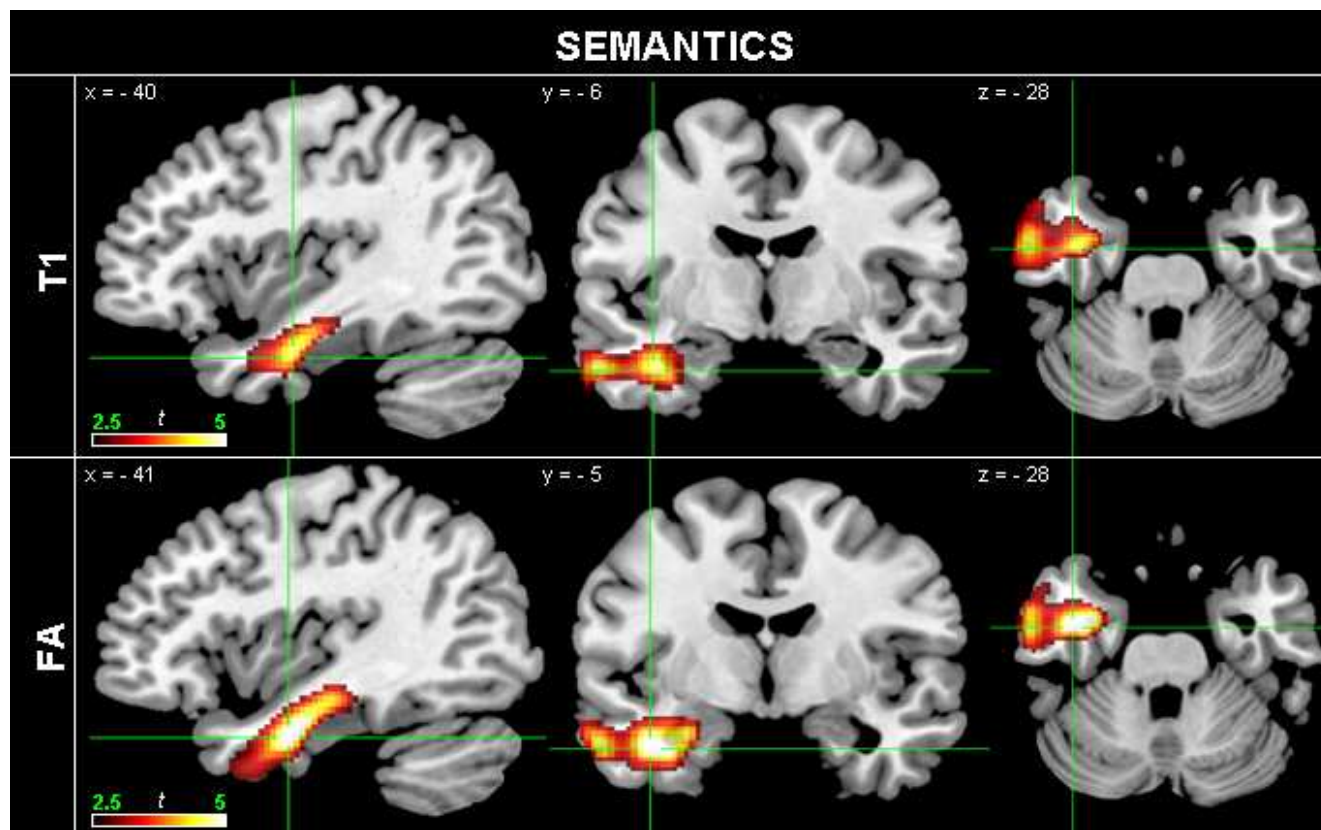 SEMANTICS
T1
x = - 40
y = - 6
z = - 28
2.5 t 5
FA
x = - 41
y = - 5
z = - 28
2.5 t 5